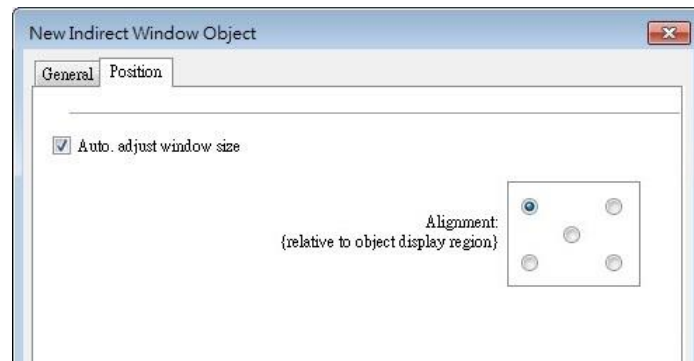 New Indirect Window Object
General Position
Auto. adjust window size
Alignment:
{relative to object display region}